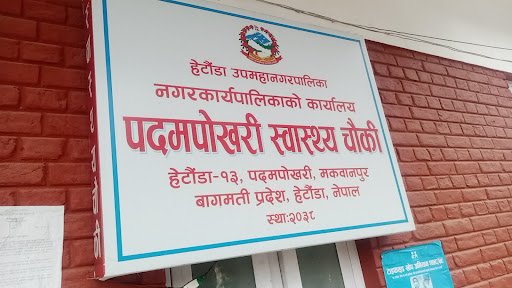 हेटौंडा उपमहानगरपालिका
नगरकार्यपालिकाको कार्यालय
पदमपोखरी स्वास्थ्य चौकी
हेटौंडा-१३, पदमपोखरी, मकवानपुर
बागमती प्रदेश, हेटौंडा, नेपाल
स्था:२०३८